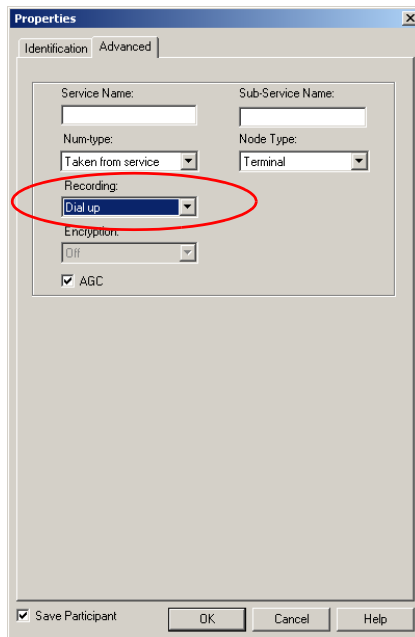 Properties
Identification
Advanced
Service Name:
Sub-Service Name:
Num-type:
Node Type:
Taken from service
Terminal
Recording:
Dial up
Encryption:
Off
AGC
Save Participant
OK
Cancel
Help